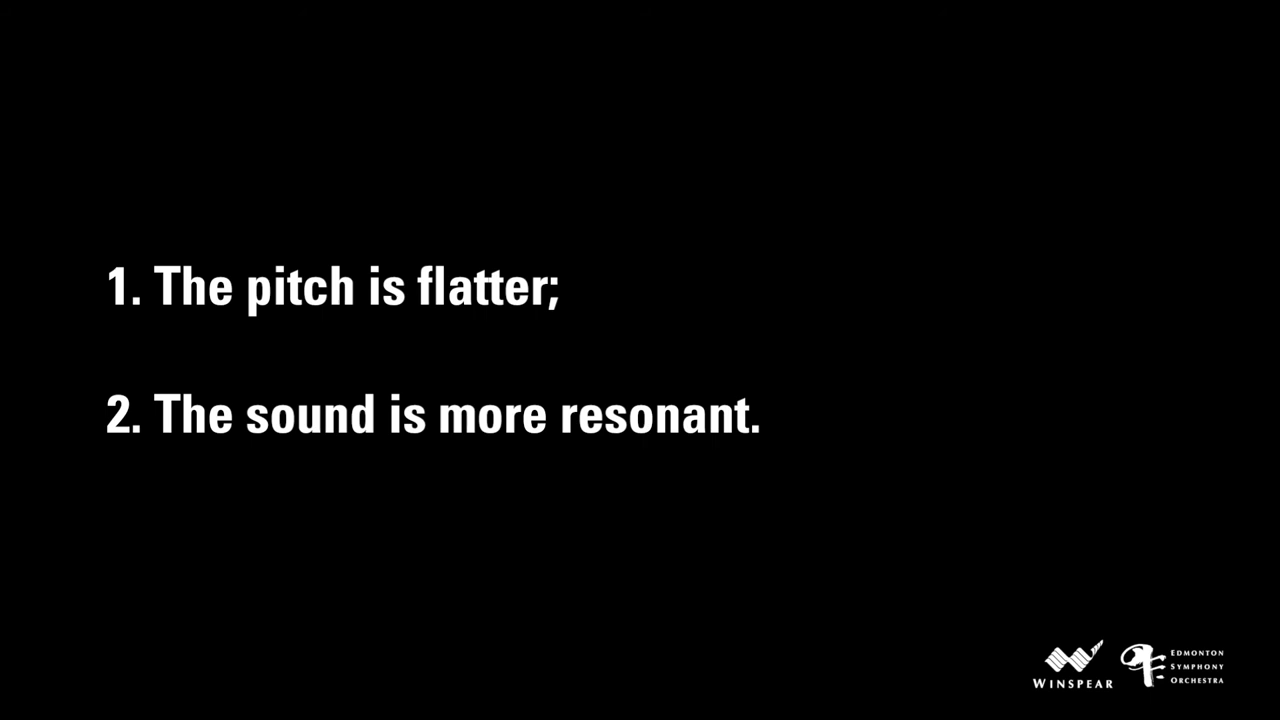 1. The pitch is flatter;
2. The sound is more resonant.
WINSPEAR
EDMONTON
SYMPHONY
ORCHESTRA